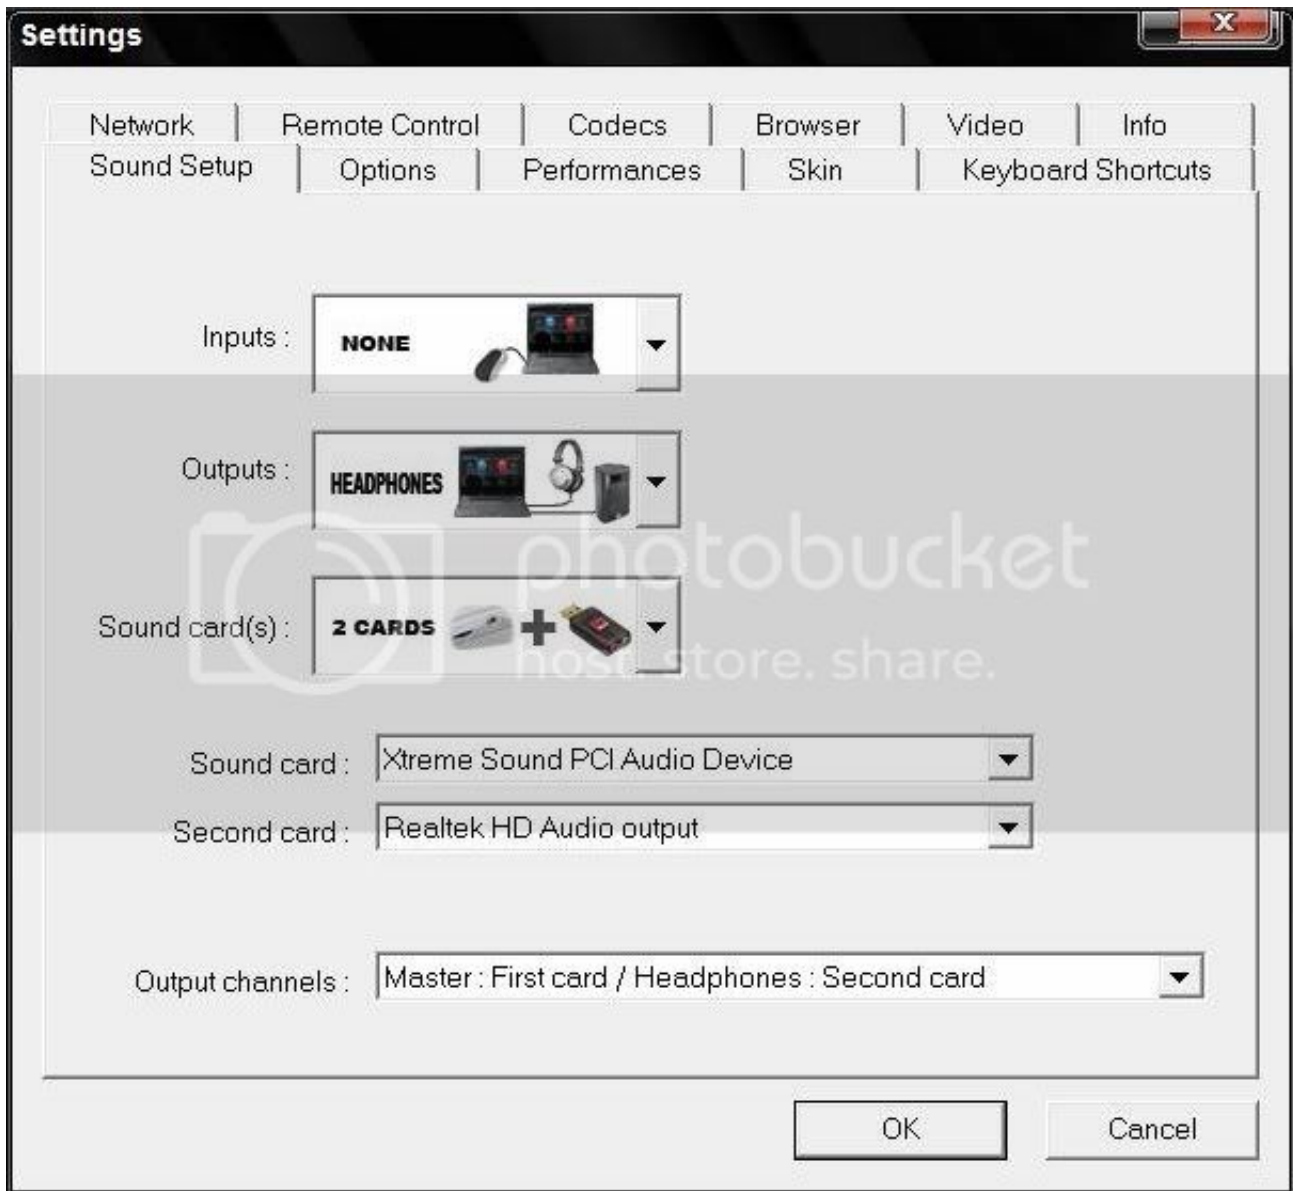 Settings
X
Network Remote Control Codecs Browser Video Info
Sound Setup Options Performances Skin Keyboard Shortcuts
Inputs : NONE
Outputs : HEADPHONES
photobucket
Sound card(s) : 2 CARDS
host. store. share.
Sound card : Xtreme Sound PCI Audio Device
Second card : Realtek HD Audio output
Output channels : Master : First card / Headphones : Second card
OK Cancel